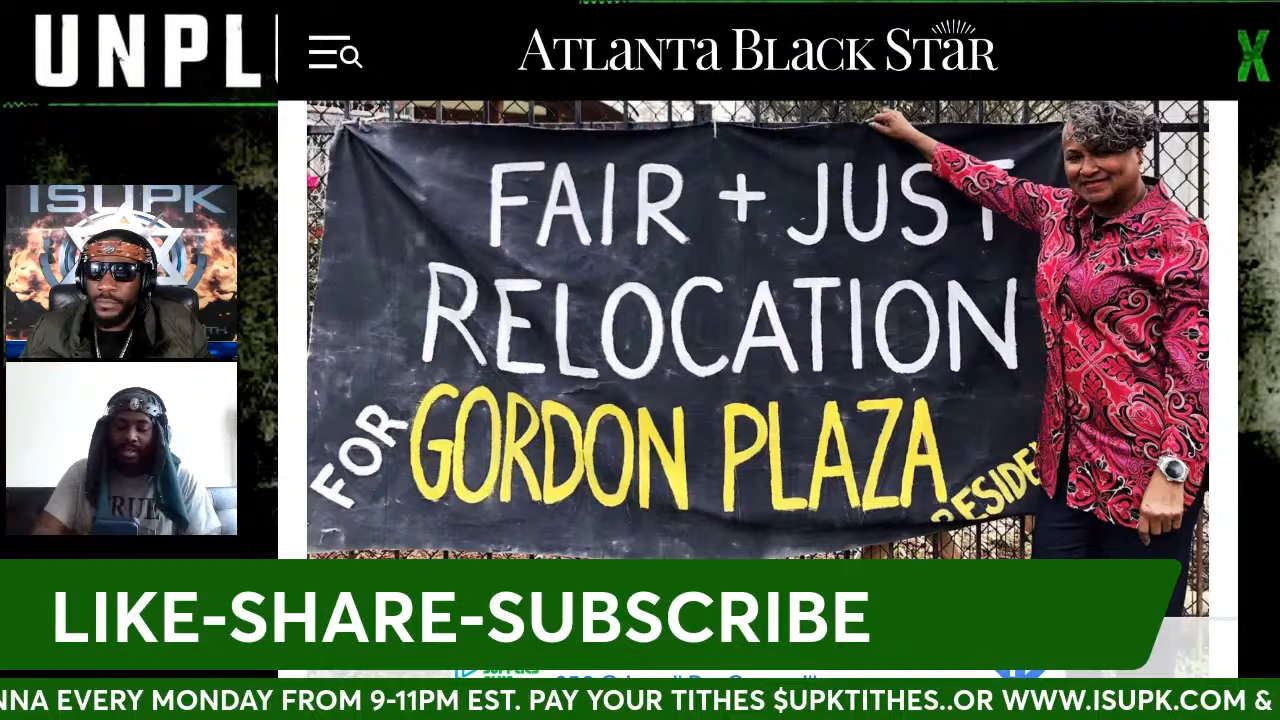 UNPL
ATLANTA BLACK STAR
X
ISUPK
FAIR + JUST
RELOCATION
FOR GORDON PLAZA
RESIDE
LIKE-SHARE-SUBSCRIBE
NNA EVERY MONDAY FROM 9-11PM EST. PAY YOUR TITHES $UPKTITHES..OR WWW.ISUPK.COM &